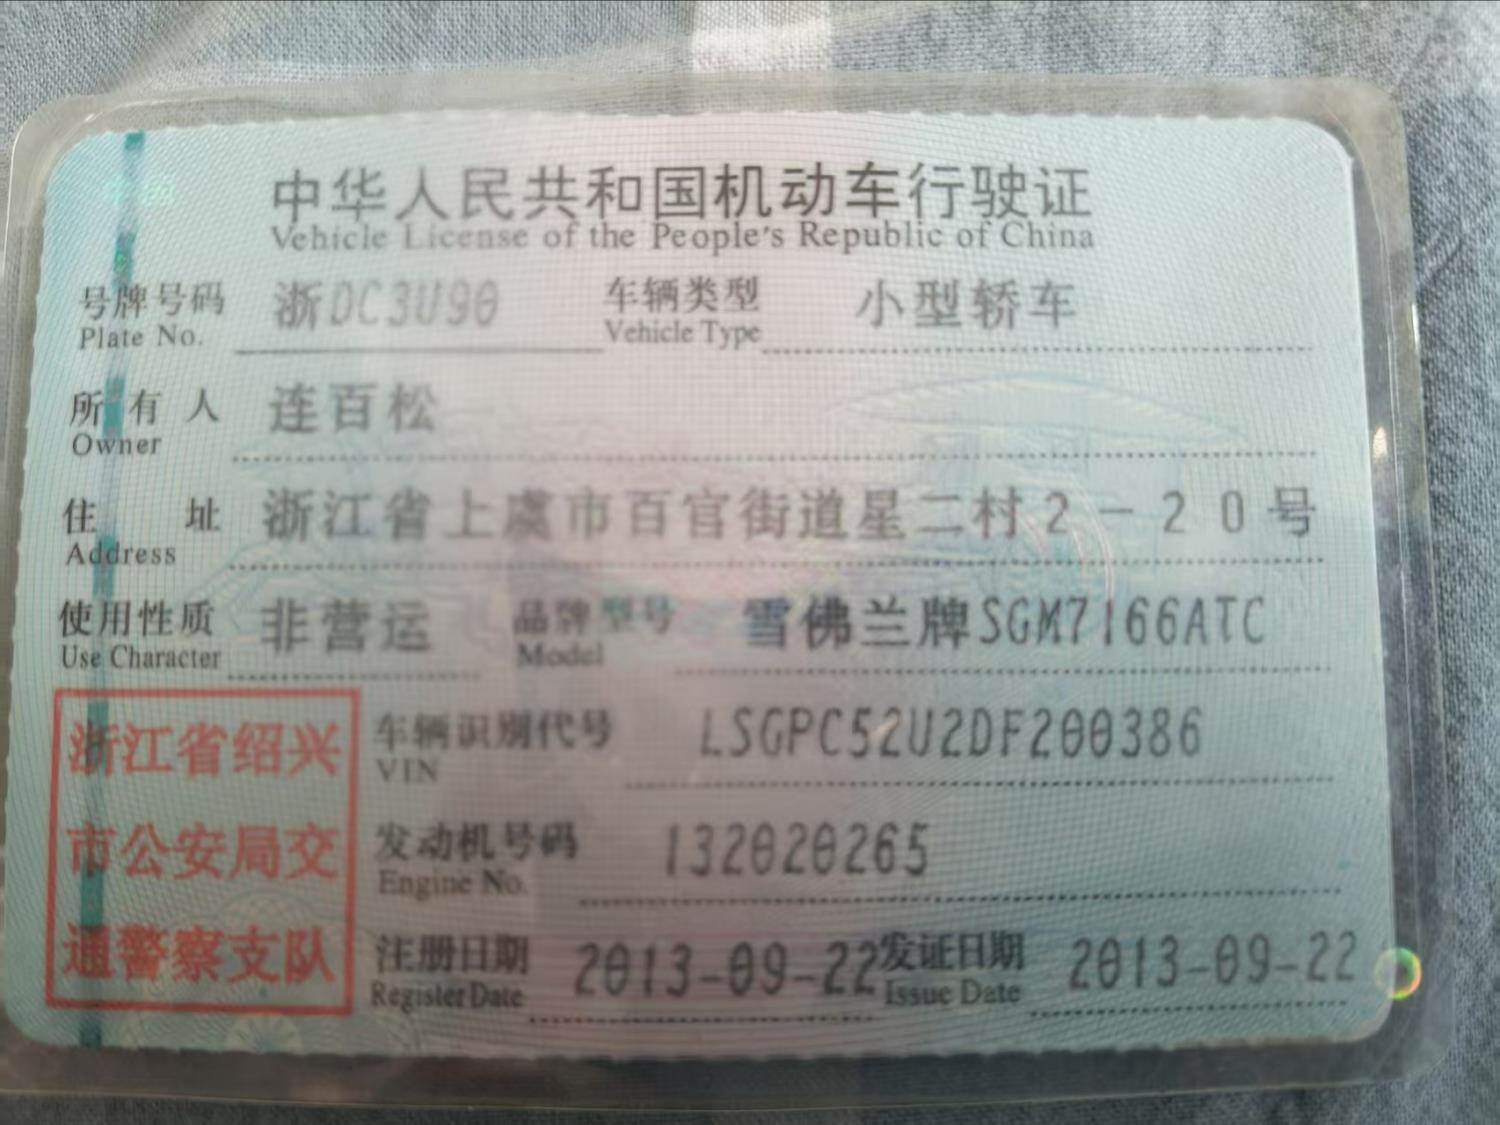 中华人民共和国机动车行驶证
Vehicle License of the People's Republic of China
号牌号码 浙DC3U90 车辆类型 小型轿车
Plate No. Vehicle Type
所有人 连百松
Owner
住址 浙江省上虞市百官街道星二村2-20号
Address
使用性质 非营运 品牌型号 雪佛兰牌SGM7166ATC
Use Character Model
浙江省绍兴
市公安局交
通警察支队
车辆识别代号 LSGPC52U2DF200386
VIN
发动机号码 132020265
Engine No.
注册日期 2013-09-22 发证日期 2013-09-22
Register Date Issue Date